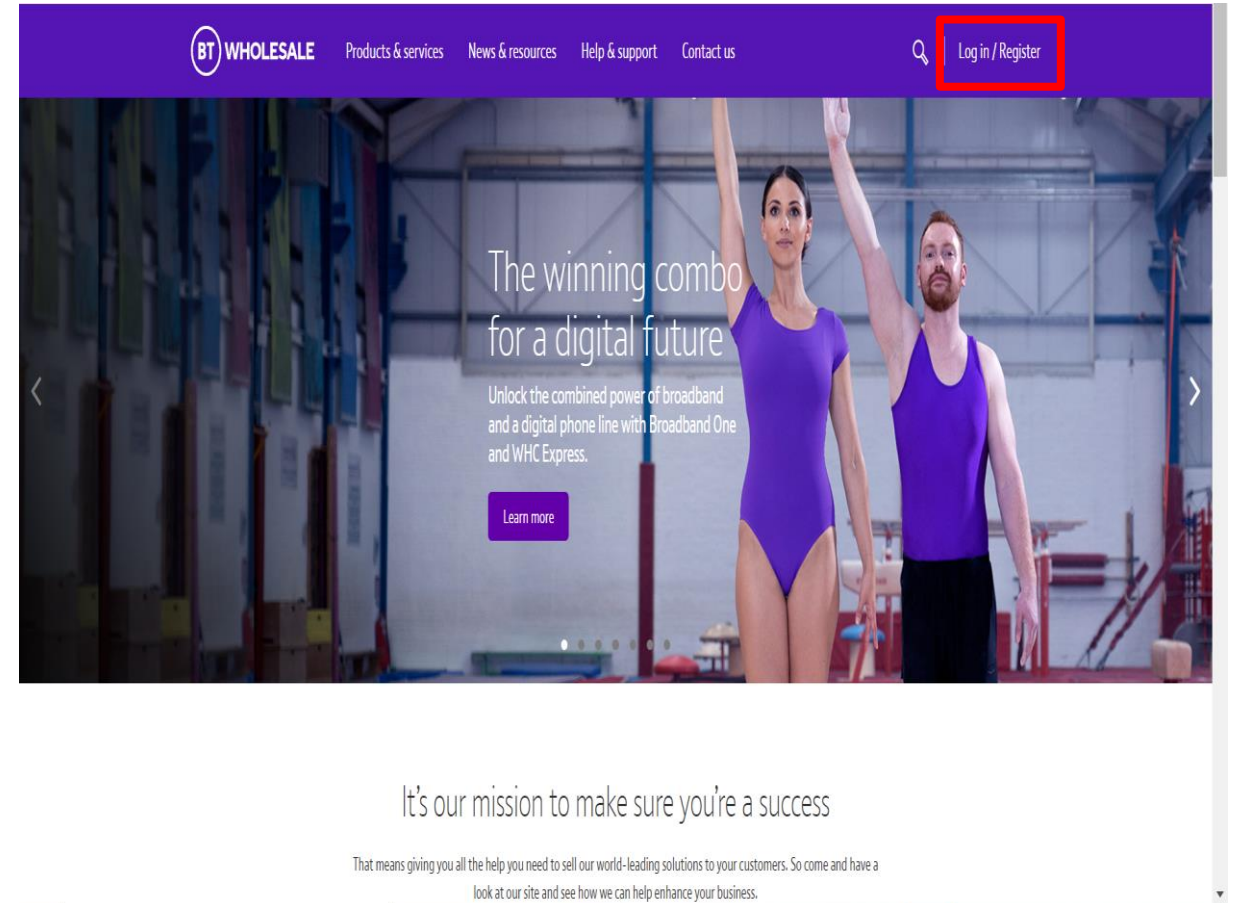 BT WHOLESALE Products & services News & resources Help & support Contact us Log in / Register
The winning combo
for a digital future
Unlock the combined power of broadband
and a digital phone line with Broadband One
and WHC Express.
Learn more
It's our mission to make sure you're a success
That means giving you all the help you need to sell our world-leading solutions to your customers. So come and have a
look at our site and see how we can help enhance your business.